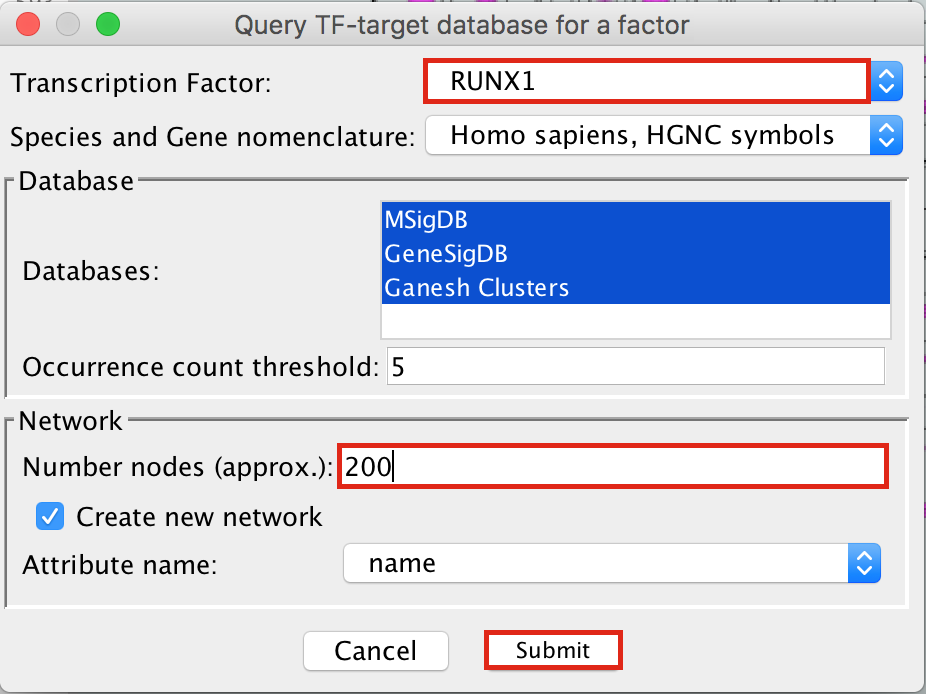 Query TF-target database for a factor
Transcription Factor: RUNX1
Species and Gene nomenclature: Homo sapiens, HGNC symbols
Database
Databases:
MSigDB
GeneSigDB
Ganesh Clusters
Occurrence count threshold: 5
Network
Number nodes (approx.): 200
Create new network
Attribute name: name
Cancel Submit